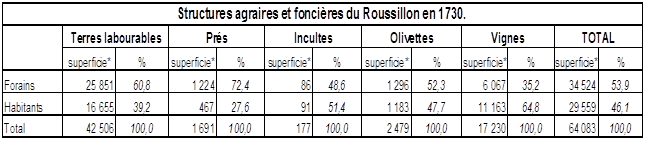 Structures agraires et foncières du Roussillon en 1730.
Terres labourables Prés Incultes Olivettes Vignes TOTAL
superficie* % superficie* % superficie* % superficie* % superficie* % superficie* %
Forains 25 851 60,8 1 224 72,4 86 48,6 1 296 52,3 6 067 35,2 34 524 53,9
Habitants 16 655 39,2 467 27,6 91 51,4 1 183 47,7 11 163 64,8 29 559 46,1
Total 42 506 100,0 1 691 100,0 177 100,0 2 479 100,0 17 230 100,0 64 083 100,0